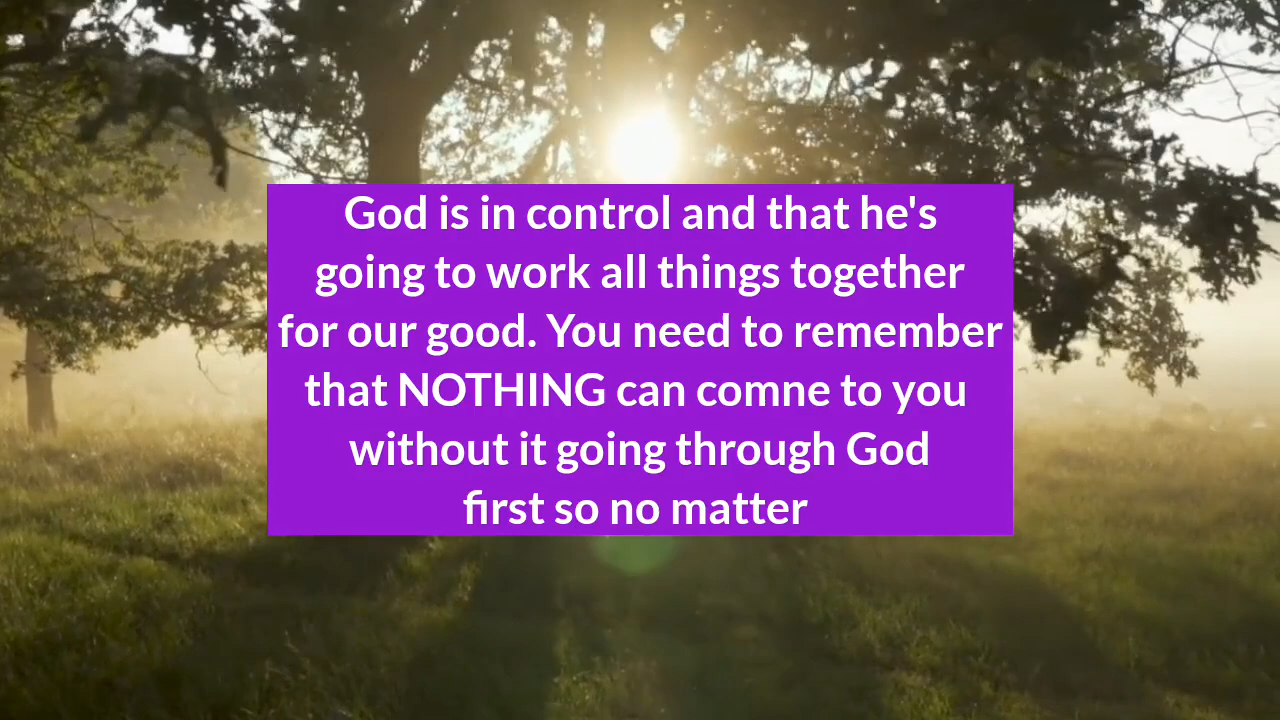 God is in control and that he's
going to work all things together
for our good. You need to remember
that NOTHING can comne to you
without it going through God
first so no matter